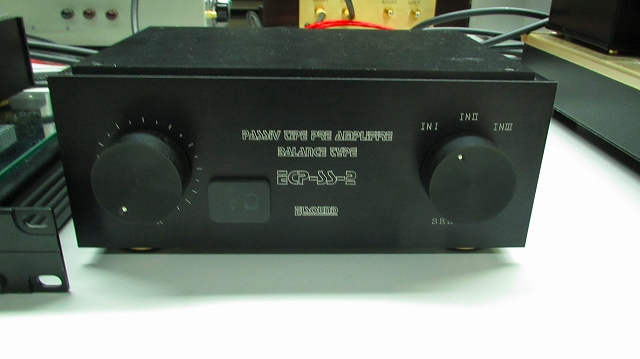 PASSIV TYPE PRE AMPLIFIRE
BALANCE TYPE
ECP-SS-2
IN I
IN II
IN III